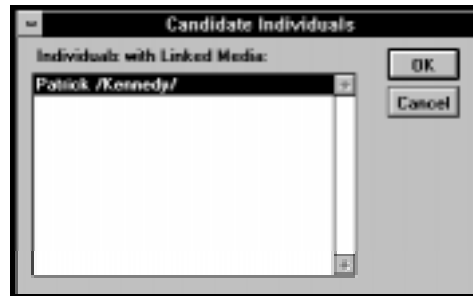 Candidate Individuals
Individuals with Linked Media:
Patrick /Kennedy/
OK
Cancel